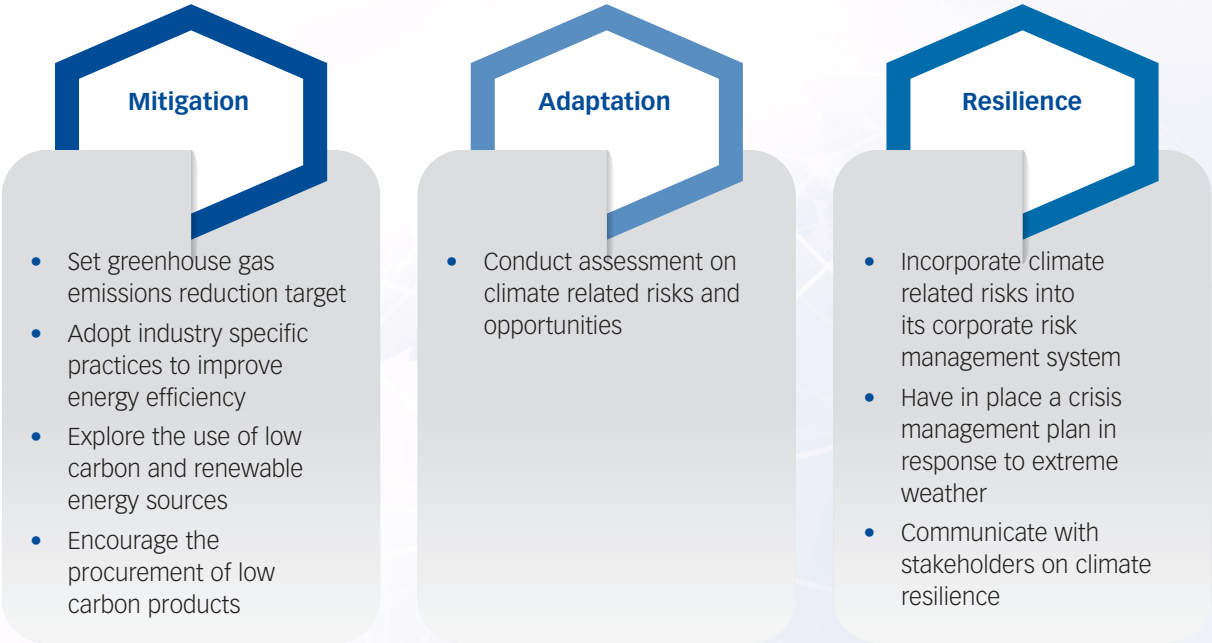 Mitigation
• Set greenhouse gas
emissions reduction target
• Adopt industry specific
practices to improve
energy efficiency
• Explore the use of low
carbon and renewable
energy sources
• Encourage the
procurement of low
carbon products
Adaptation
• Conduct assessment on
climate related risks and
opportunities
Resilience
• Incorporate climate
related risks into
its corporate risk
management system
• Have in place a crisis
management plan in
response to extreme
weather
• Communicate with
stakeholders on climate
resilience